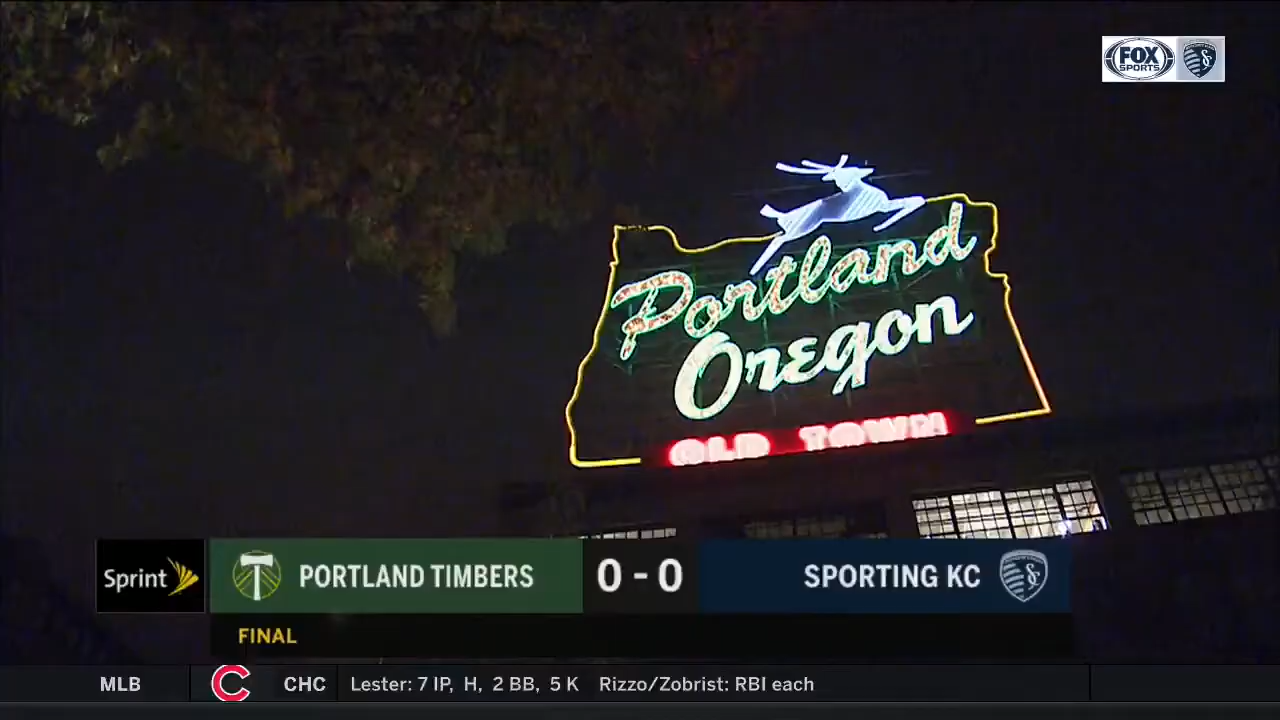 FOX
SPORTS
Portland
Oregon
OLD TOWN
Sprint
PORTLAND TIMBERS
0 - 0
SPORTING KC
FINAL
MLB
CHC
Lester: 7 IP, H, 2 BB, 5 K Rizzo/Zobrist: RBI each